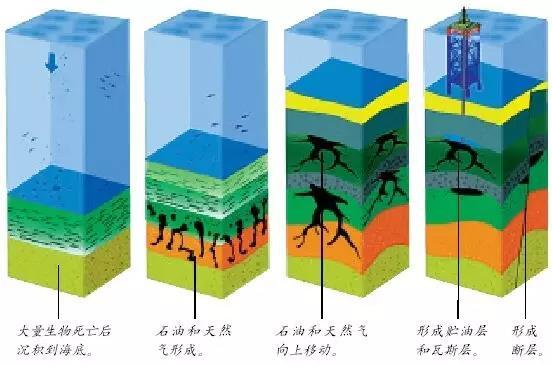 大量生物死亡后
沉积到海底。
石油和天然
气形成。
石油和天然气
向上移动。
形成贮油层
和瓦斯层。
形成
断层。